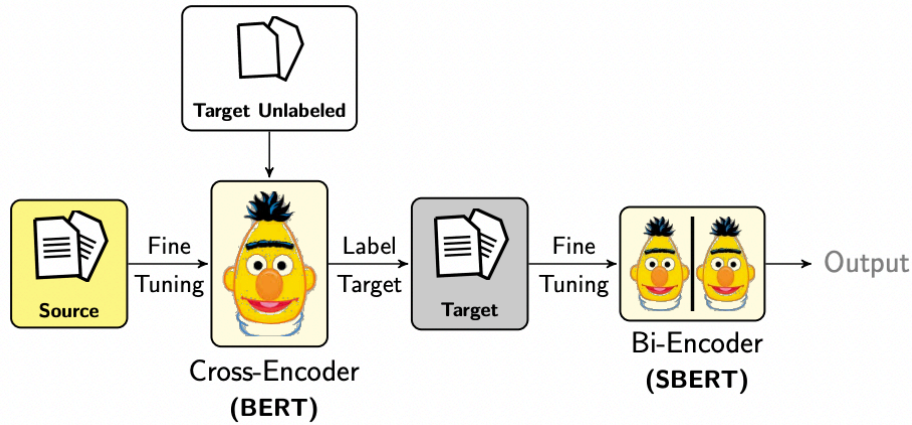 Target Unlabeled
Source
Fine
Tuning
Cross-Encoder
(BERT)
Label
Target
Target
Fine
Tuning
Bi-Encoder
(SBERT)
Output